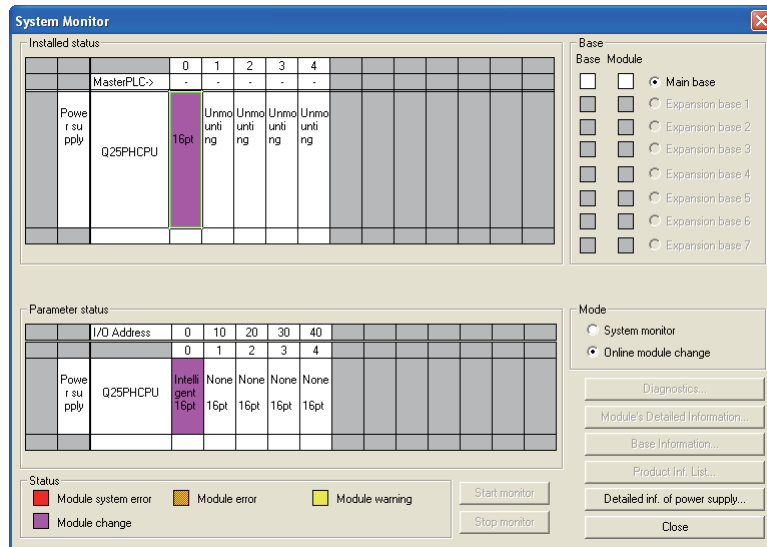 System Monitor
Installed status
0 1 2 3 4
MasterPLC-> - - - - -
Powe
r su
pply
Q25PHCPU
16pt
Unmo
unti
ng
Unmo
unti
ng
Unmo
unti
ng
Unmo
unti
ng
Base
Base Module
Main base
Expansion base 1
Expansion base 2
Expansion base 3
Expansion base 4
Expansion base 5
Expansion base 6
Expansion base 7
Parameter status
I/O Address 0 10 20 30 40
0 1 2 3 4
Powe
r su
pply
Q25PHCPU
Intelli
gent
16pt
None
16pt
None
16pt
None
16pt
None
16pt
Mode
System monitor
Online module change
Diagnostics...
Module's Detailed Information...
Base Information...
Product Inf. List...
Detailed inf. of power supply...
Close
Status
Module system error
Module error
Module warning
Module change
Start monitor
Stop monitor